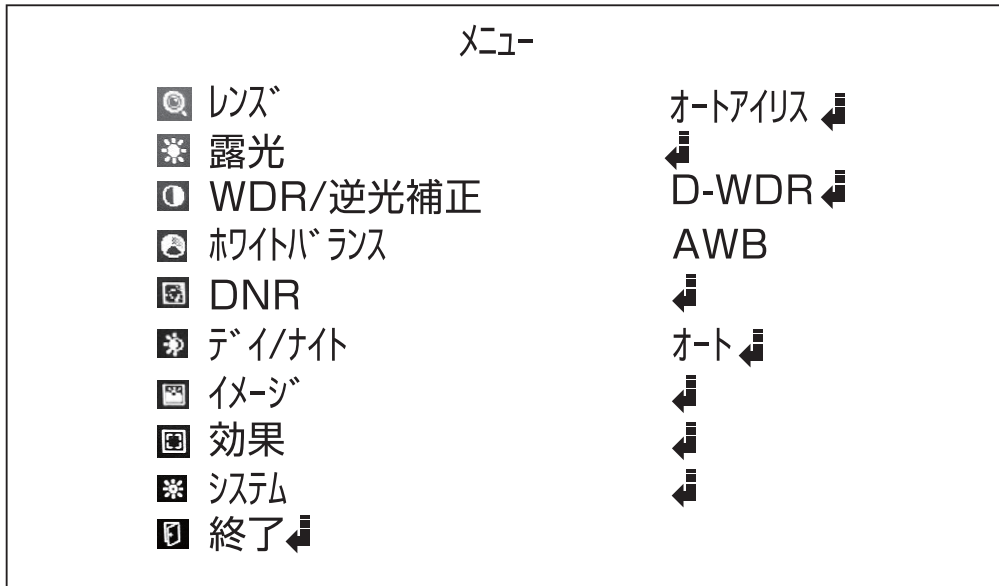 メニュー
レンズ オートアイリス
露光
WDR/逆光補正 D-WDR
ホワイトバランス AWB
DNR
デイ/ナイト オート
イメージ
効果
システム
終了